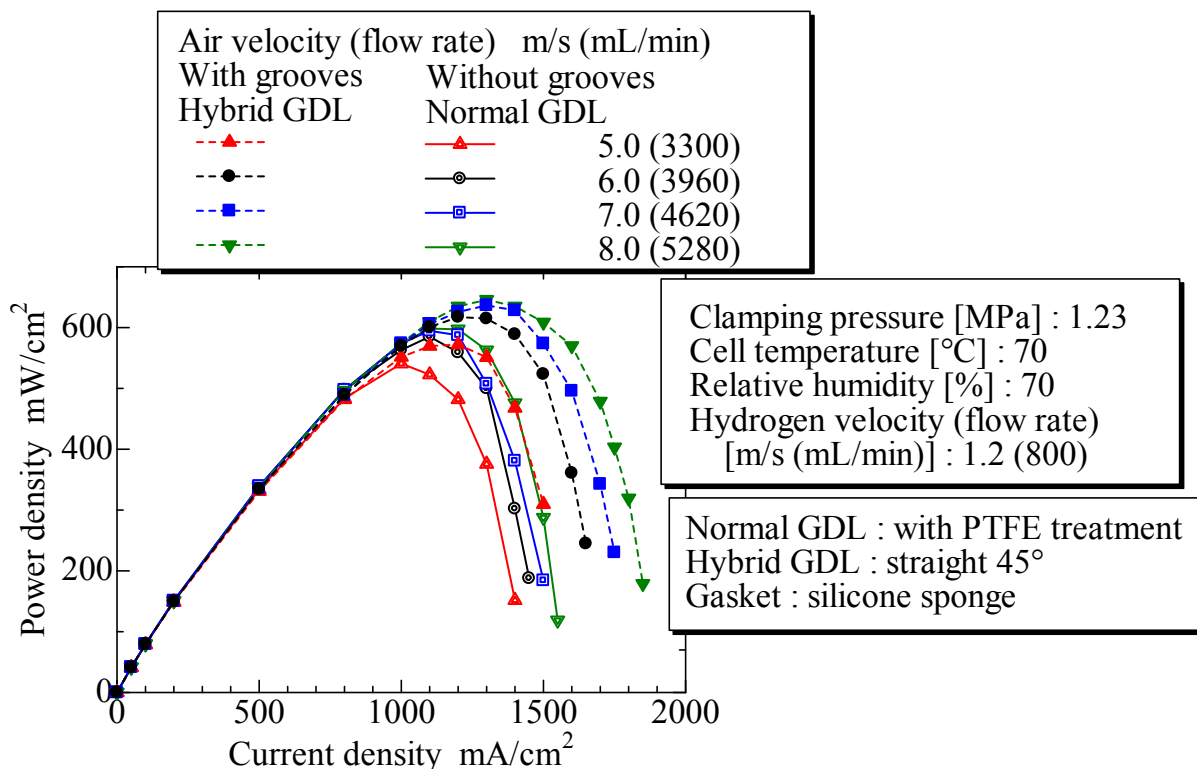 Air velocity (flow rate) m/s (mL/min)
With grooves Without grooves
Hybrid GDL Normal GDL
5.0 (3300)
6.0 (3960)
7.0 (4620)
8.0 (5280)
Clamping pressure [MPa] : 1.23
Cell temperature [°C] : 70
Relative humidity [%] : 70
Hydrogen velocity (flow rate)
[m/s (mL/min)] : 1.2 (800)
Normal GDL : with PTFE treatment
Hybrid GDL : straight 45°
Gasket : silicone sponge
Power density mW/cm²
600
400
200
0
0 500 1000 1500 2000
Current density mA/cm²